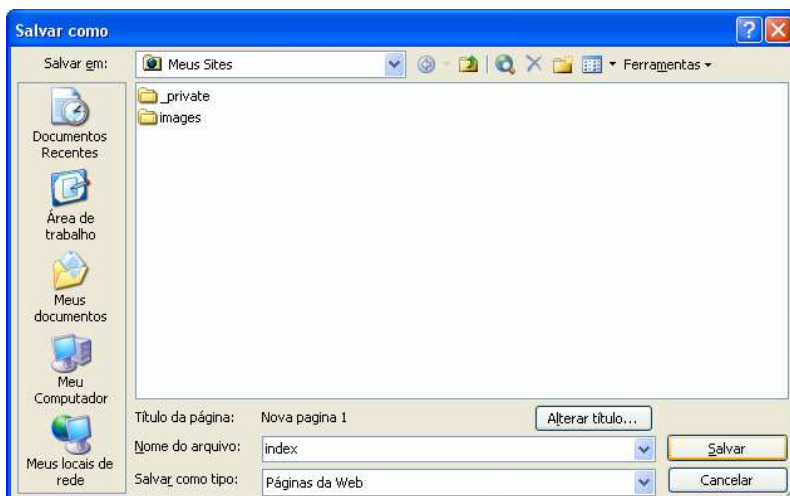 Salvar como
Salvar em:
Meus Sites
Ferramentas
_private
images
Documentos
Recentes
Área de
trabalho
Meus
documentos
Meu
Computador
Meus locais de
rede
Título da página:
Nova pagina 1
Alterar título...
Nome do arquivo:
index
Salvar
Salvar como tipo:
Páginas da Web
Cancelar